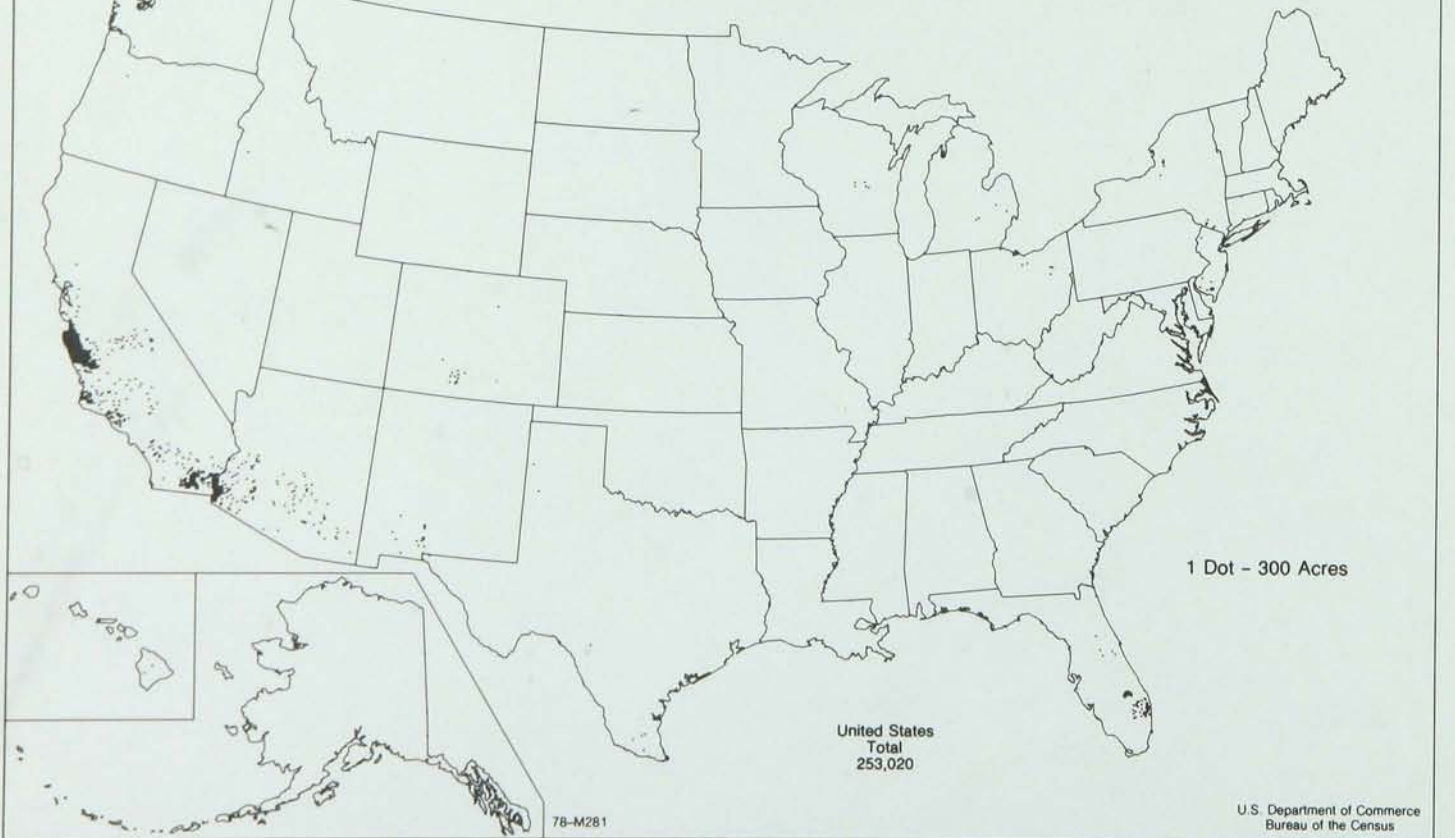 1 Dot – 300 Acres
United States
Total
253,020
78–M281
U.S. Department of Commerce
Bureau of the Census